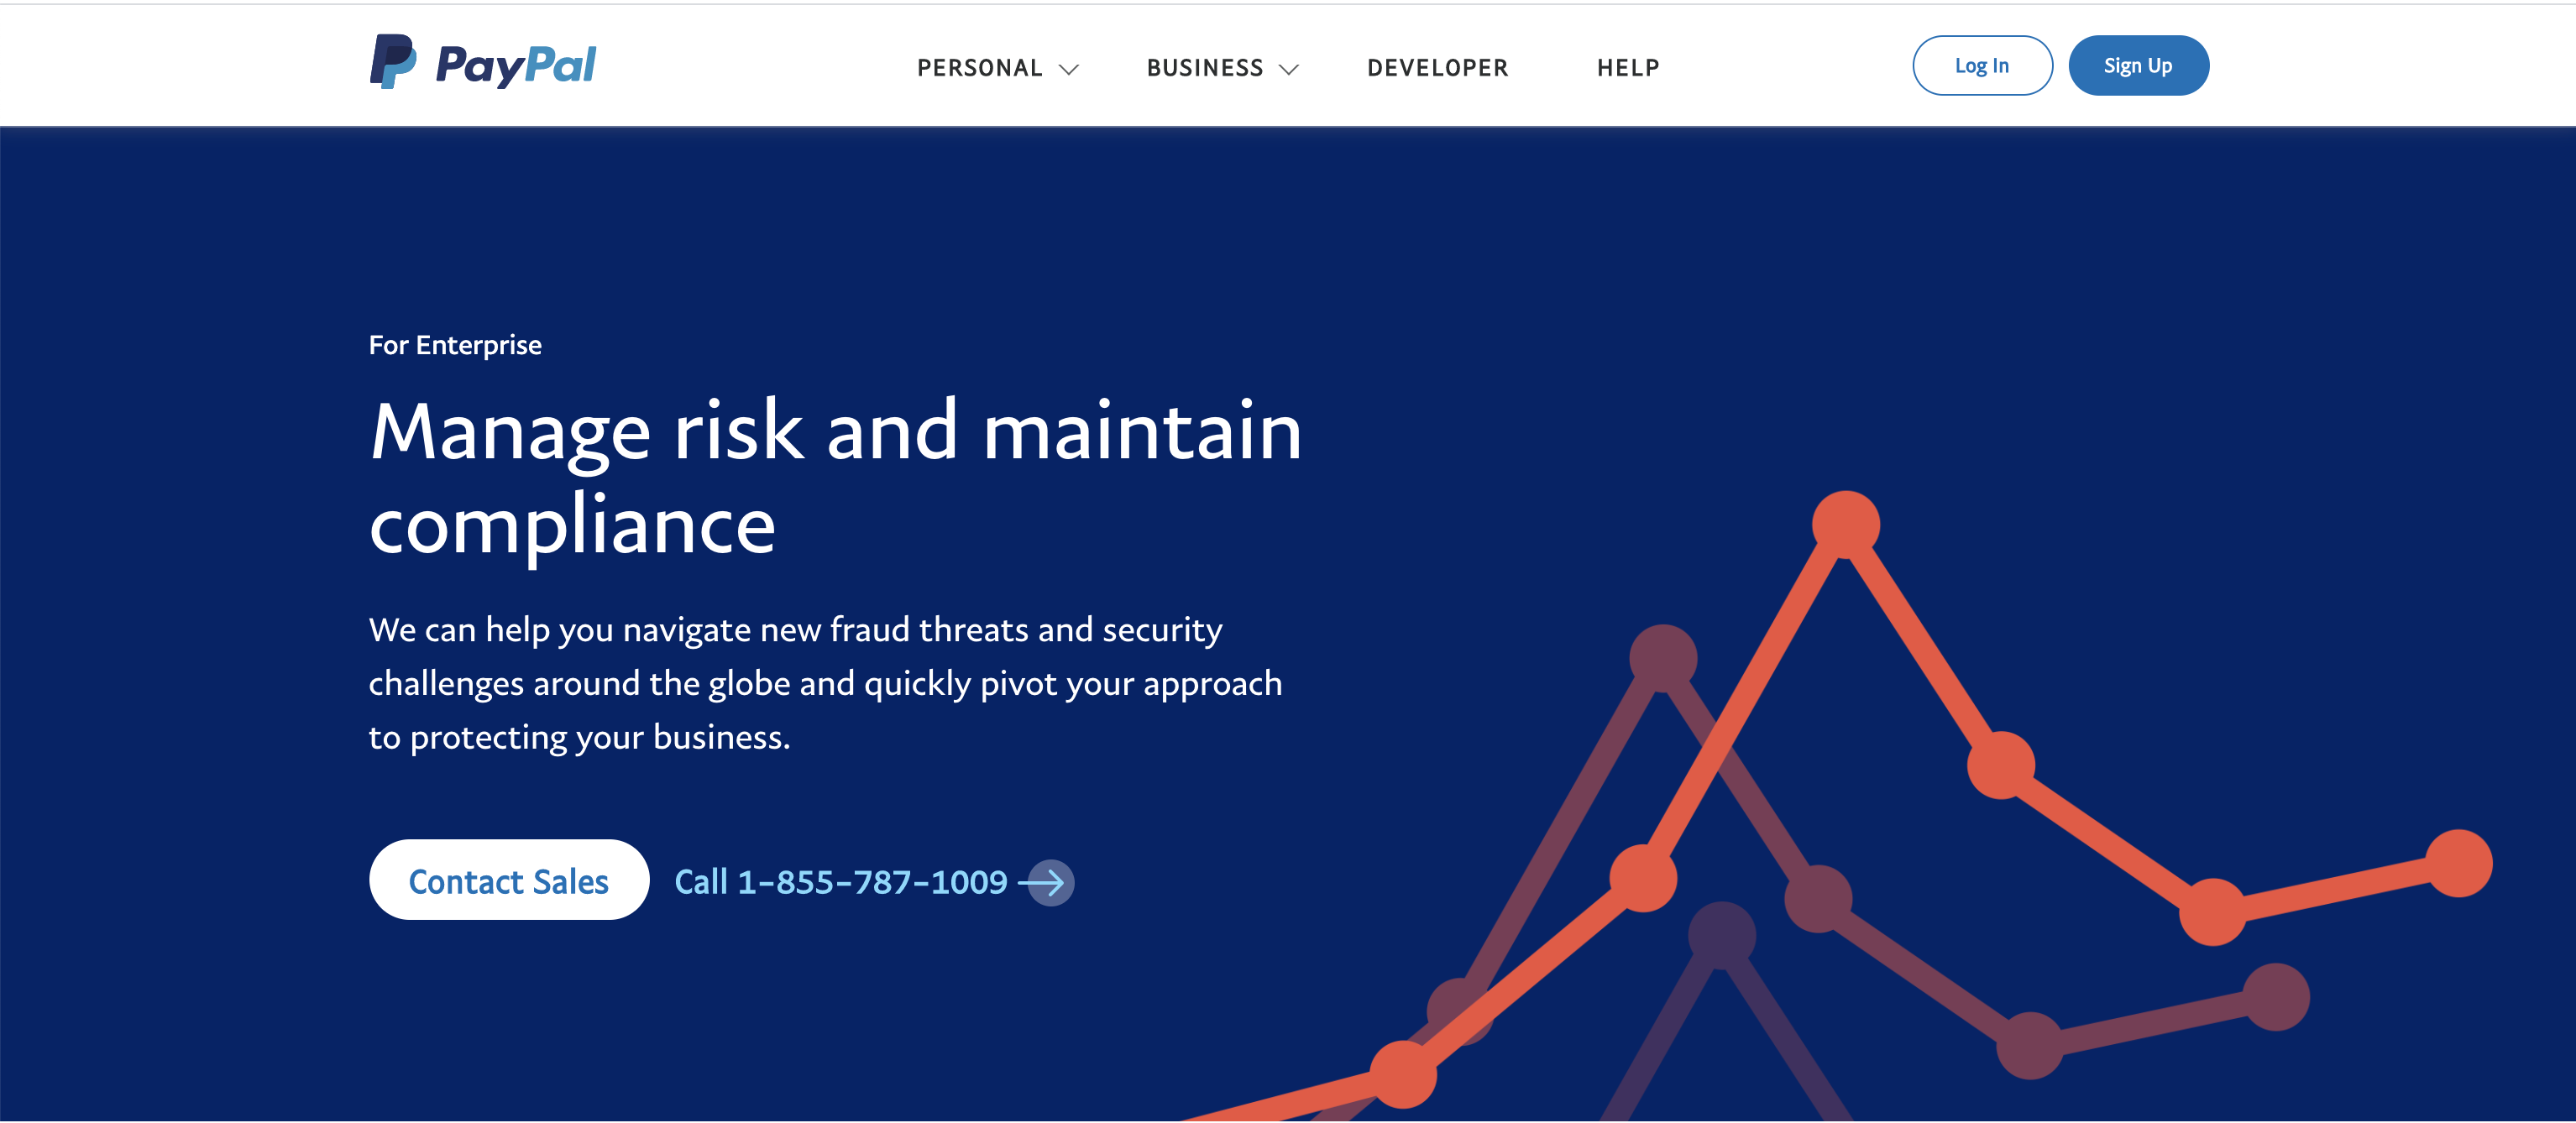 PayPal
PERSONAL
BUSINESS
DEVELOPER
HELP
Log In
Sign Up
For Enterprise
Manage risk and maintain
compliance
We can help you navigate new fraud threats and security
challenges around the globe and quickly pivot your approach
to protecting your business.
Contact Sales
Call 1-855-787-1009